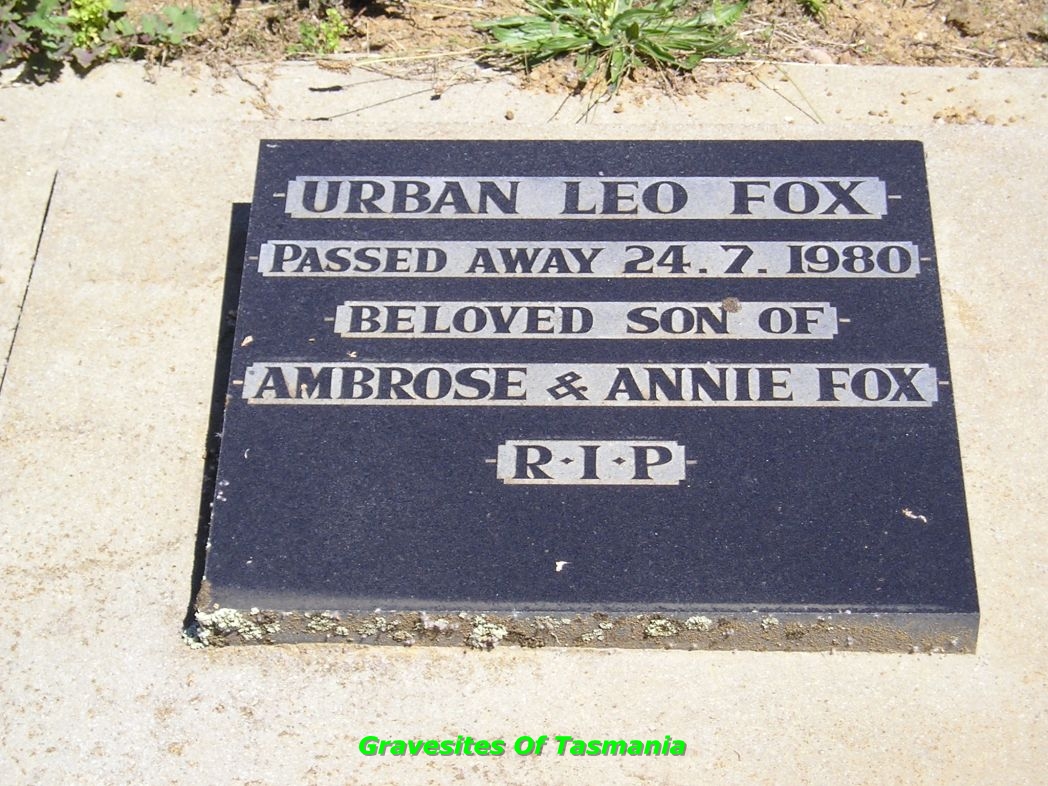 URBAN LEO FOX
PASSED AWAY 24.7.1980
BELOVED SON OF
AMBROSE & ANNIE FOX
R·I·P
Gravesites Of Tasmania